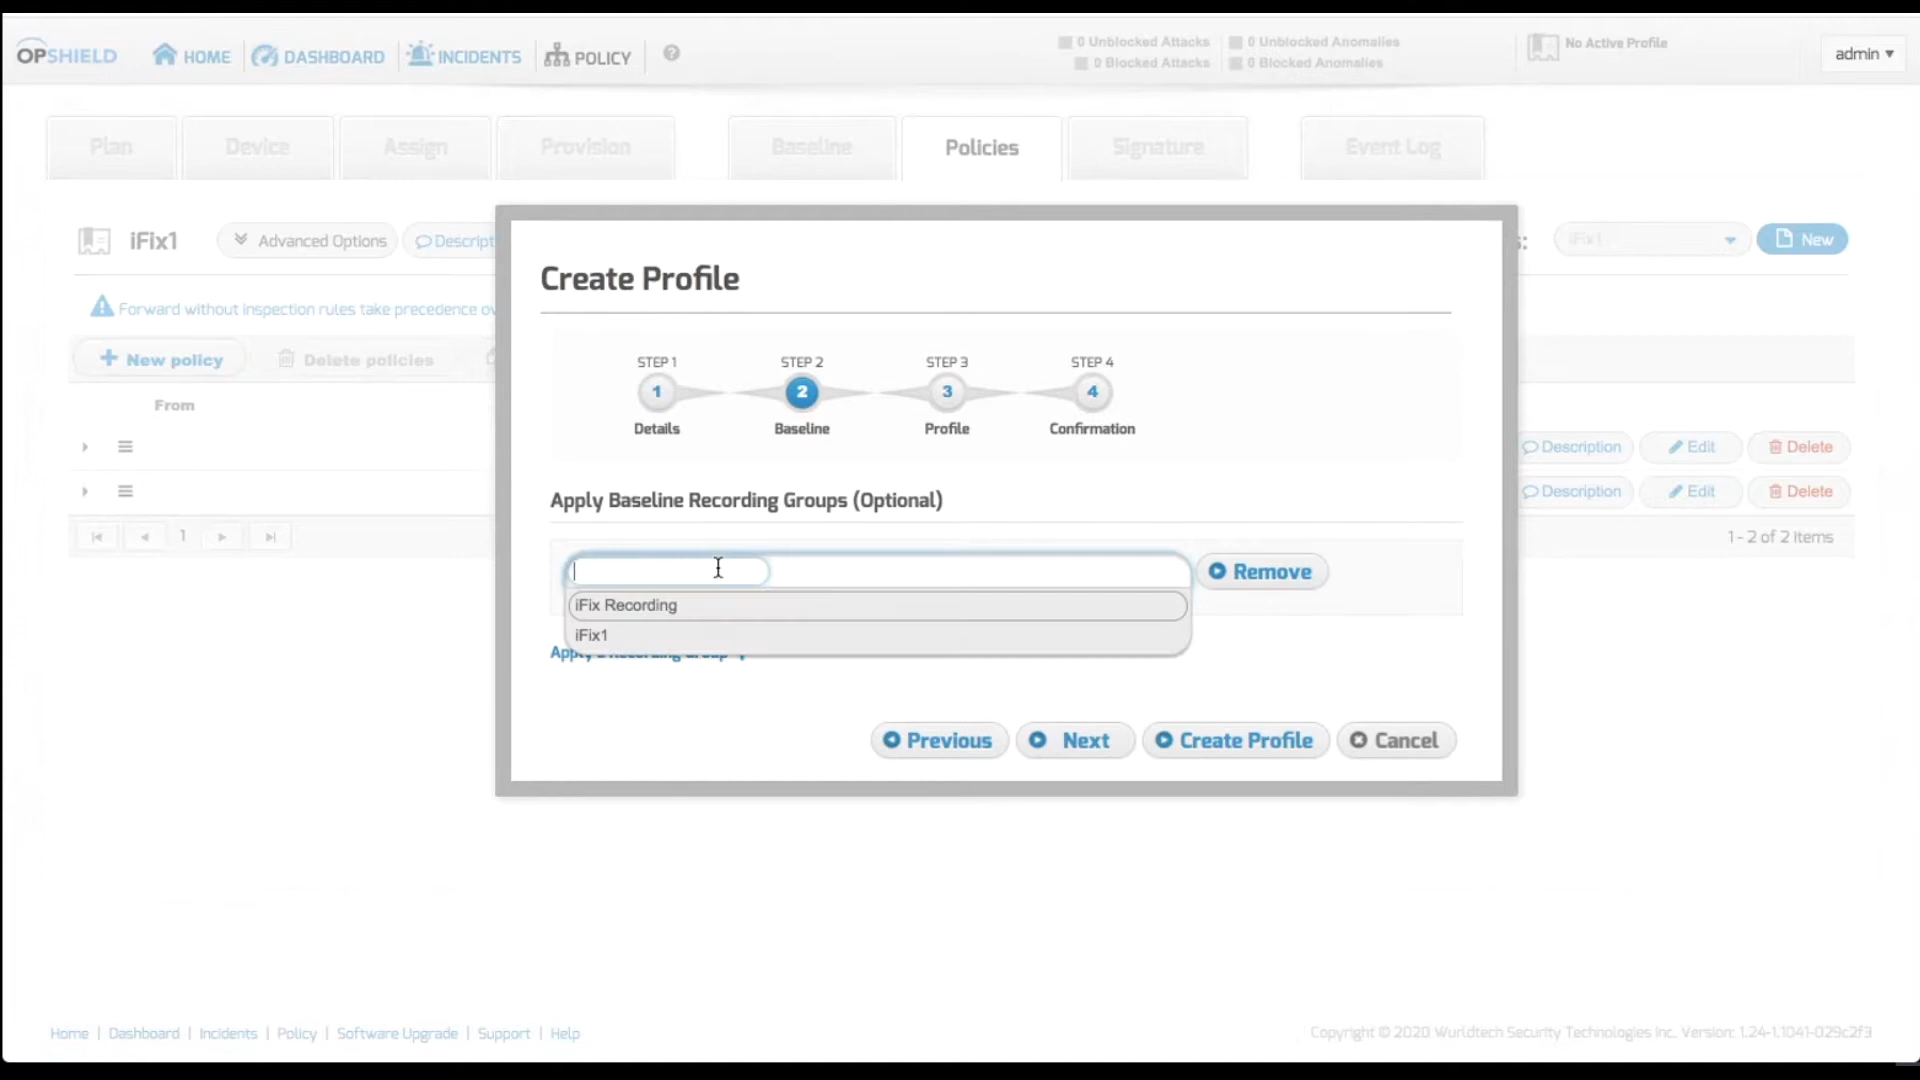 OPSHIELD HOME DASHBOARD INCIDENTS POLICY ?
0 Unblocked Attacks 0 Unblocked Anomalies
0 Blocked Attacks 0 Blocked Anomalies
No Active Profile
admin ▾
Plan Device Assign Provision Baseline Policies Signature Event Log
iFix1 Advanced Options Descript
s: iFix1 New
Forward without inspection rules take precedence ov
+ New policy Delete policies
From
Description Edit Delete
Description Edit Delete
1
1 - 2 of 2 items
Create Profile
STEP 1 STEP 2 STEP 3 STEP 4
1 2 3 4
Details Baseline Profile Confirmation
Apply Baseline Recording Groups (Optional)
Remove
iFix Recording
iFix1
Apply a Recording Group
Previous Next Create Profile Cancel
Home | Dashboard | Incidents | Policy | Software Upgrade | Support | Help
Copyright © 2020 Wurldtech Security Technologies Inc. Version: 1.24-1.1041-029c2f3